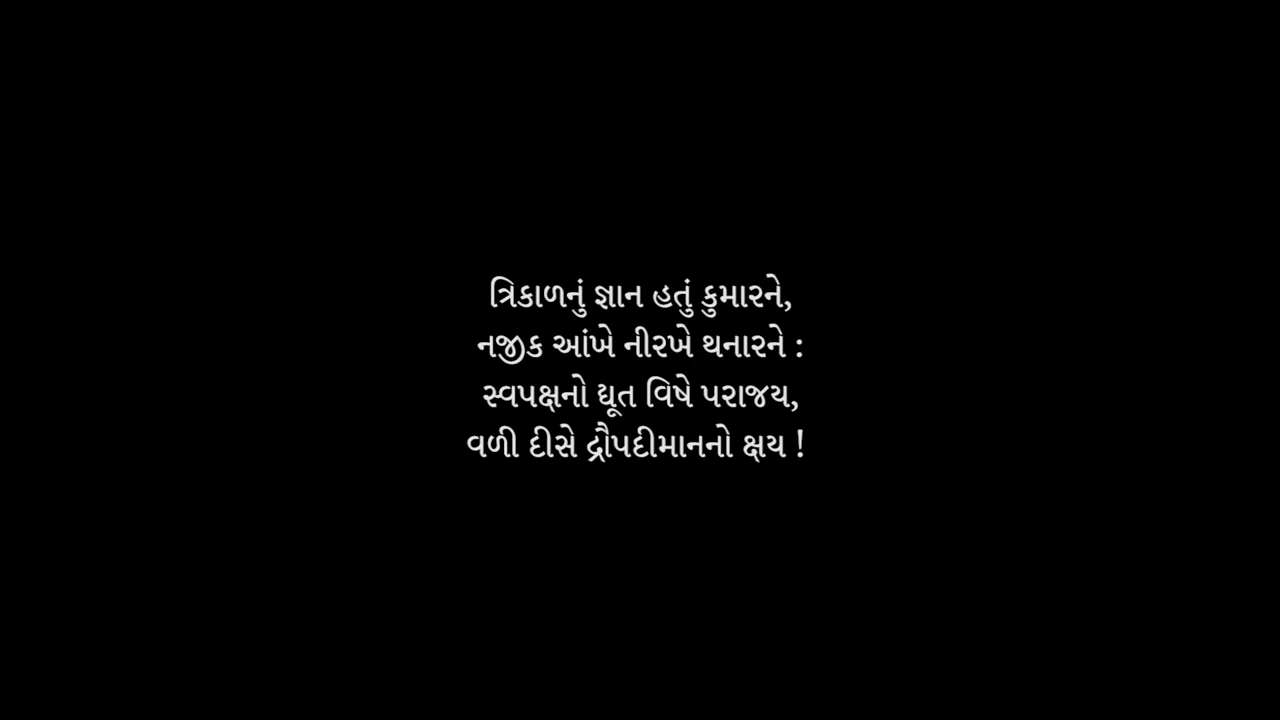 ત્રિકાળનું જ્ઞાન હતું કુમારને,
નજીક આંખે નીરખે થનારને :
સ્વપક્ષનો દ્યૂત વિષે પરાજય,
વળી દીસે દ્રૌપદીમાનનો ક્ષય !